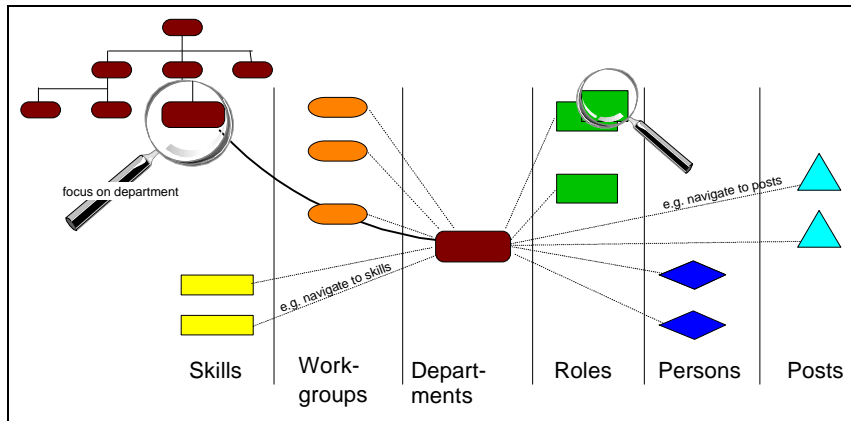 focus on department
e.g. navigate to posts
e.g. navigate to skills
Skills
Work-
groups
Depart-
ments
Roles
Persons
Posts